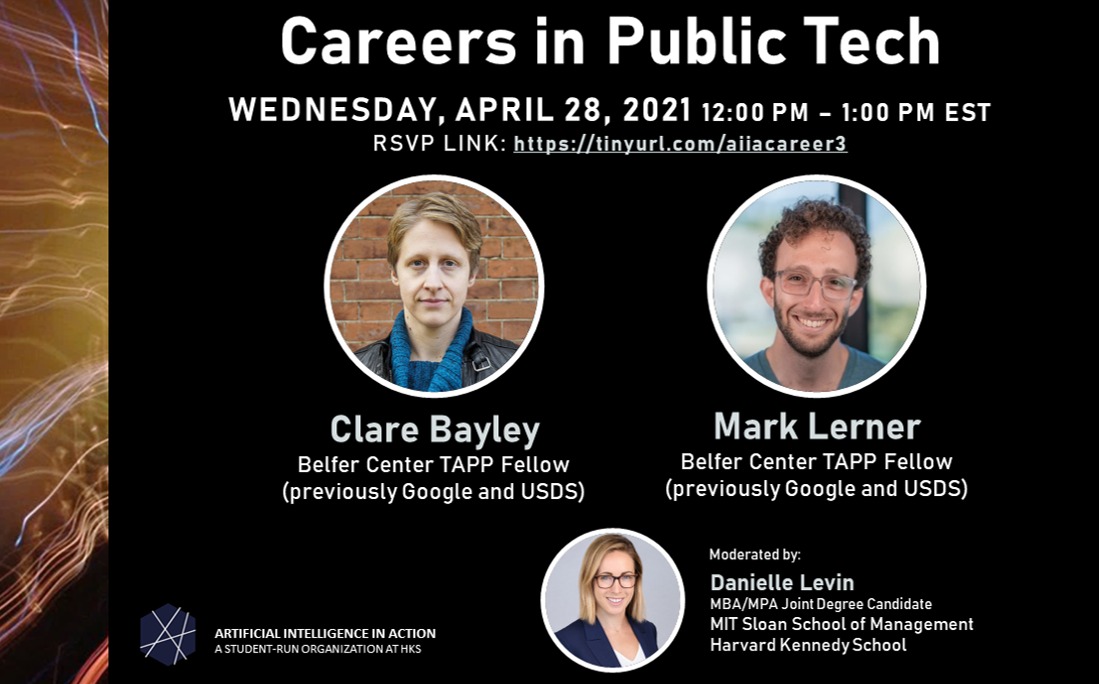 Careers in Public Tech
WEDNESDAY, APRIL 28, 2021 12:00 PM – 1:00 PM EST
RSVP LINK: https://tinyurl.com/aiiacareer3
Clare Bayley
Belfer Center TAPP Fellow
(previously Google and USDS)
Mark Lerner
Belfer Center TAPP Fellow
(previously Google and USDS)
Moderated by:
Danielle Levin
MBA/MPA Joint Degree Candidate
MIT Sloan School of Management
Harvard Kennedy School
ARTIFICIAL INTELLIGENCE IN ACTION
A STUDENT-RUN ORGANIZATION AT HKS